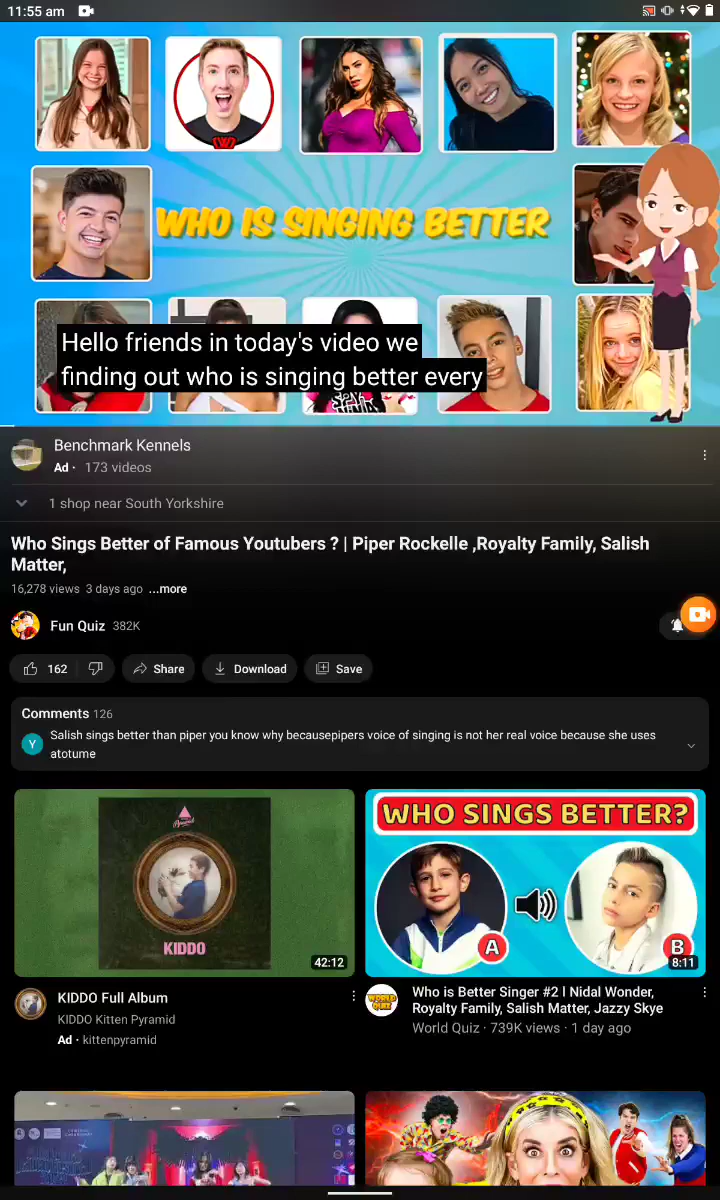 11:55 am
WHO IS SINGING BETTER
Hello friends in today's video we
finding out who is singing better every
Benchmark Kennels
Ad · 173 videos
1 shop near South Yorkshire
Who Sings Better of Famous Youtubers ? | Piper Rockelle ,Royalty Family, Salish
Matter,
16,278 views 3 days ago ...more
Fun Quiz 382K
162
Share
Download
Save
Comments 126
Y
Salish sings better than piper you know why becausepipers voice of singing is not her real voice because she uses
atotume
KIDDO
42:12
WHO SINGS BETTER?
A
B
8:11
KIDDO Full Album
KIDDO Kitten Pyramid
Ad · kittenpyramid
WORLD
QUIZ
Who is Better Singer #2 l Nidal Wonder,
Royalty Family, Salish Matter, Jazzy Skye
World Quiz · 739K views · 1 day ago